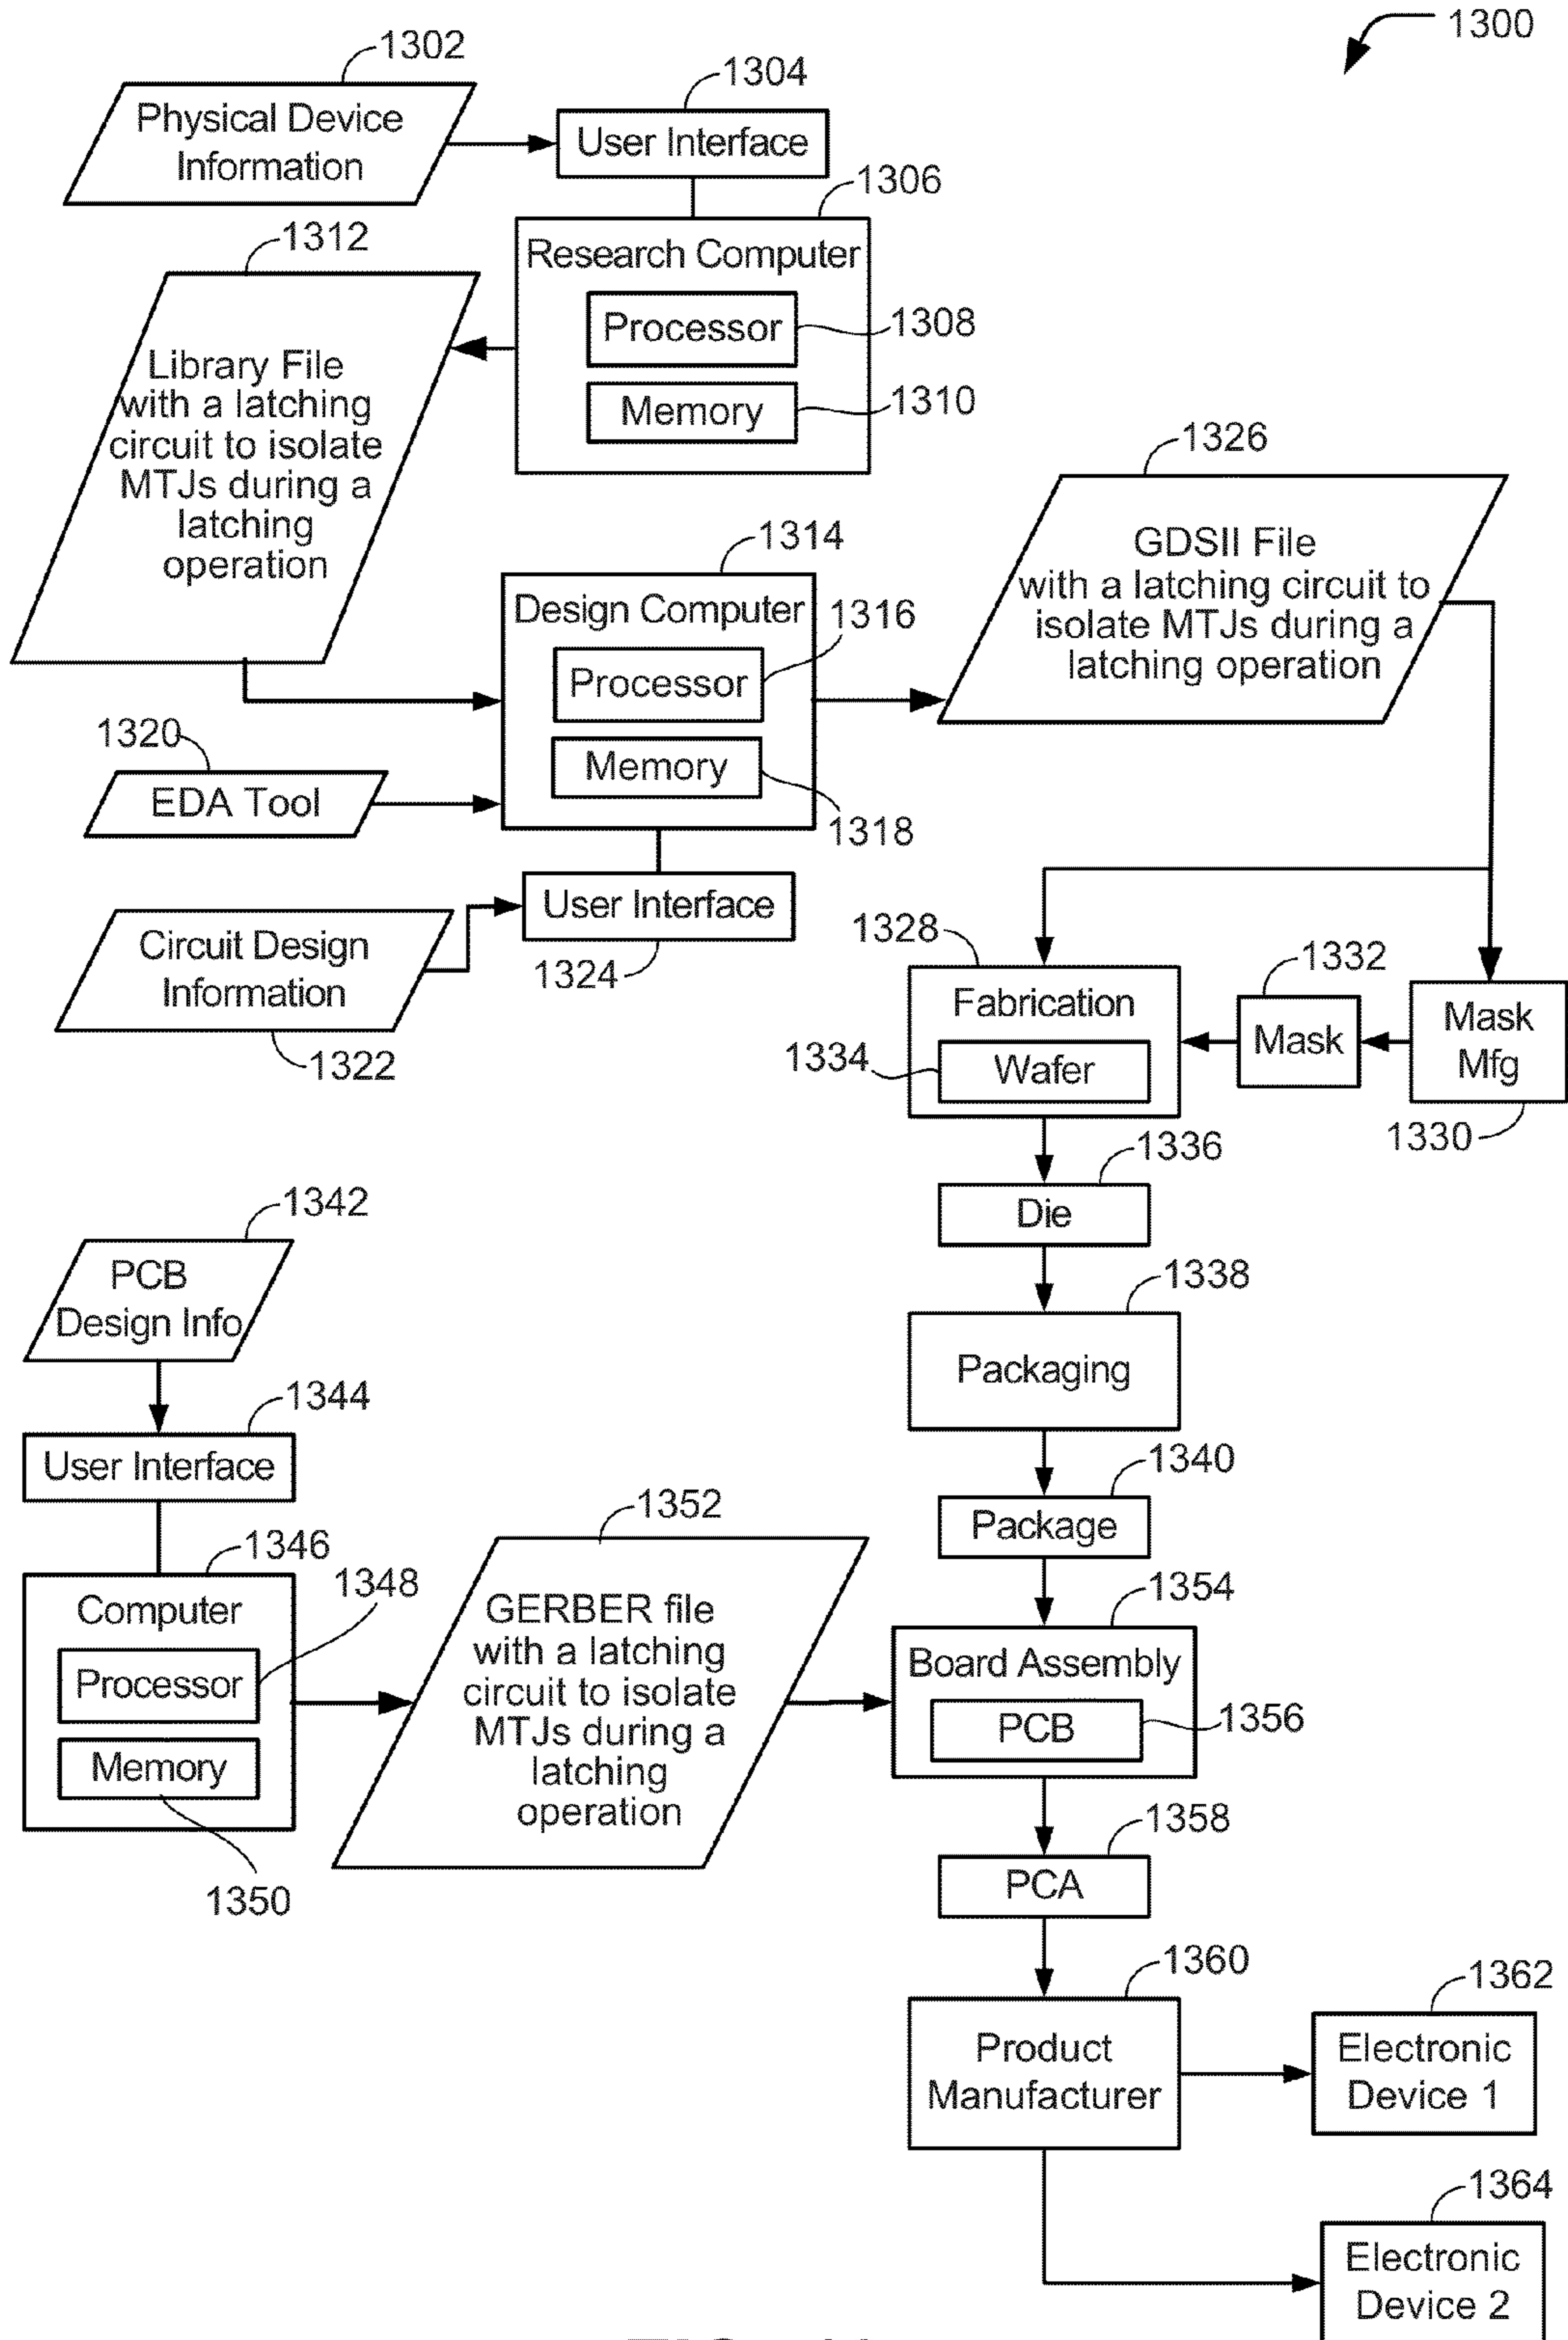 1300
1302
Physical Device
Information
1304
User Interface
1306
Research Computer
Processor
1308
Memory
1310
1312
Library File
with a latching
circuit to isolate
MTJs during a
latching
operation
1314
Design Computer
1316
Processor
Memory
1318
1320
EDA Tool
Circuit Design
Information
1322
User Interface
1324
1326
GDSII File
with a latching circuit to
isolate MTJs during a
latching operation
1328
Fabrication
1334
Wafer
1332
Mask
Mask
Mfg
1330
1336
Die
1338
Packaging
1340
Package
1342
PCB
Design Info
1344
User Interface
1346
1348
Computer
Processor
Memory
1350
1352
GERBER file
with a latching
circuit to isolate
MTJs during a
latching
operation
1354
Board Assembly
PCB
1356
1358
PCA
1360
Product
Manufacturer
1362
Electronic
Device 1
1364
Electronic
Device 2